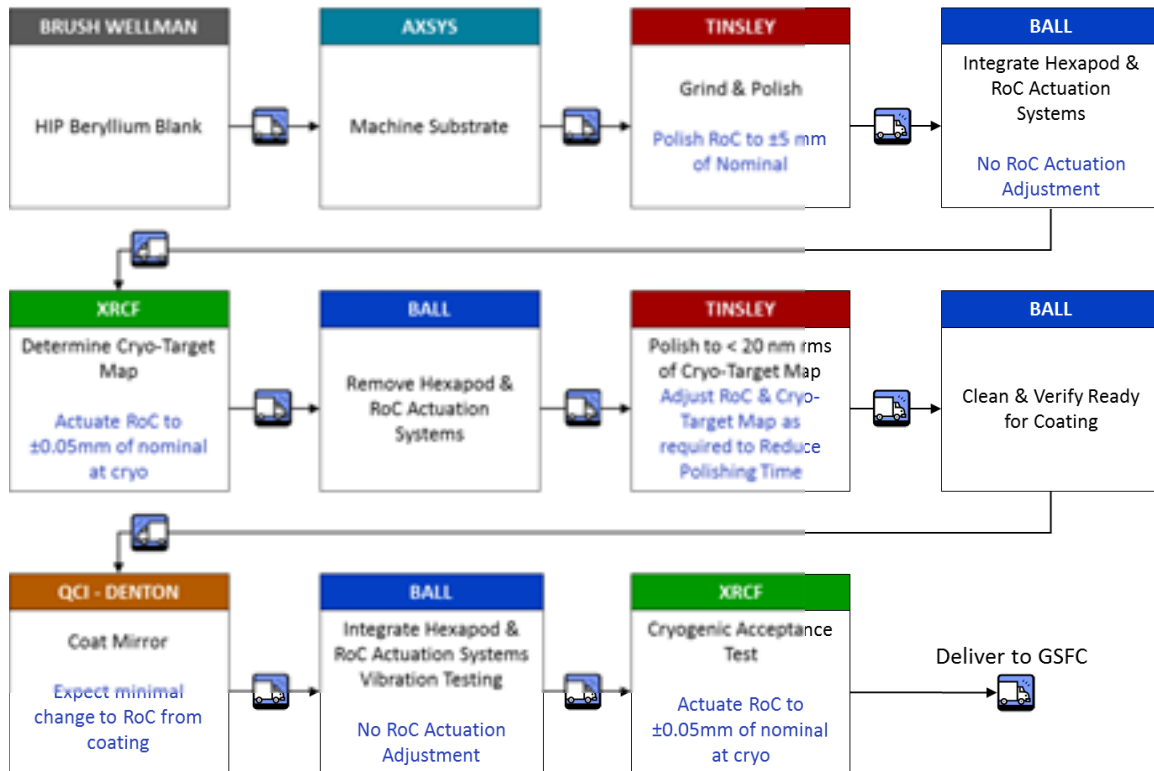 BRUSH WELLMAN
HIP Beryllium Blank
AXSYS
Machine Substrate
TINSLEY
Grind & Polish
Polish RoC to ±5 mm
of Nominal
BALL
Integrate Hexapod &
RoC Actuation
Systems
No RoC Actuation
Adjustment
XRCF
Determine Cryo-Target
Map
Actuate RoC to
±0.05mm of nominal
at cryo
BALL
Remove Hexapod &
RoC Actuation
Systems
TINSLEY
Polish to < 20 nm rms
of Cryo-Target Map
Adjust RoC & Cryo-
Target Map as
required to Reduce
Polishing Time
BALL
Clean & Verify Ready
for Coating
QCI - DENTON
Coat Mirror
Expect minimal
change to RoC from
coating
BALL
Integrate Hexapod &
RoC Actuation Systems
Vibration Testing
No RoC Actuation
Adjustment
XRCF
Cryogenic Acceptance
Test
Actuate RoC to
±0.05mm of nominal
at cryo
Deliver to GSFC